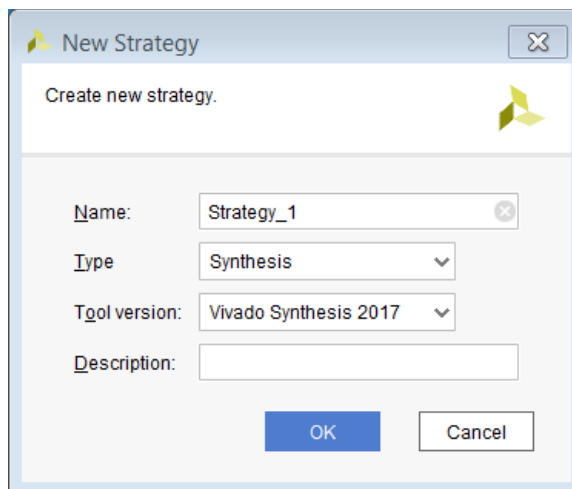 New Strategy
Create new strategy.
Name: Strategy_1
Type Synthesis
Tool version: Vivado Synthesis 2017
Description:
OK Cancel